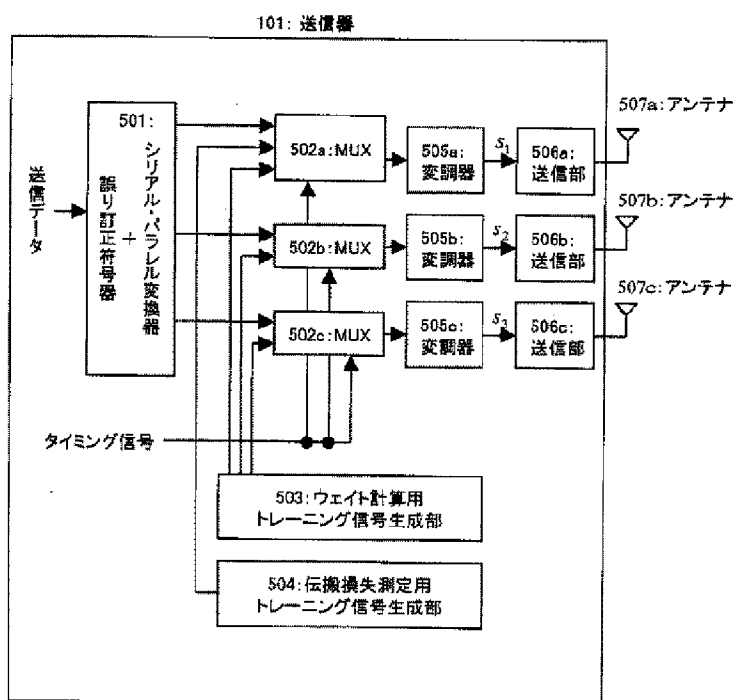 101: 送信器
507a:アンテナ
501:
シリアル・パラレル変換器
+
誤り訂正符号器
送信データ
502a:MUX
505a:
変調器
s1
506a:
送信部
507b:アンテナ
502b:MUX
505b:
変調器
s2
506b:
送信部
507c:アンテナ
502c:MUX
505c:
変調器
s3
506c:
送信部
タイミング信号
503:ウェイト計算用
トレーニング信号生成部
504:伝搬損失測定用
トレーニング信号生成部